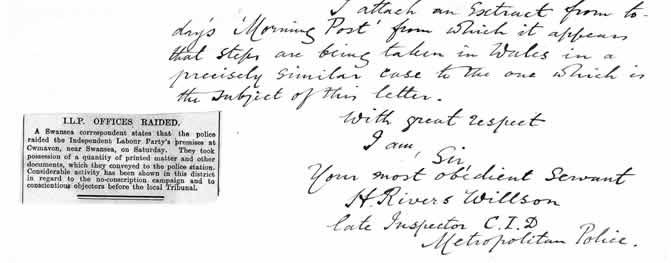 I attach an Extract from to-
day's 'Morning Post' from which it appears
that steps are being taken in Wales in a
precisely similar case to the one which is
the subject of this letter.
With great respect
I am, Sir,
Your most obedient Servant
H. Rivers Willson
late Inspector C.I.D
Metropolitan Police.
I.L.P. OFFICES RAIDED.
A Swansea correspondent states that the police
raided the Independent Labour Party's premises at
Cwmavon, near Swansea, on Saturday. They took
possession of a quantity of printed matter and other
documents, which they conveyed to the police station.
Considerable activity has been shown in this district
in regard to the no-conscription campaign and to
conscientious objectors before the local Tribunal.